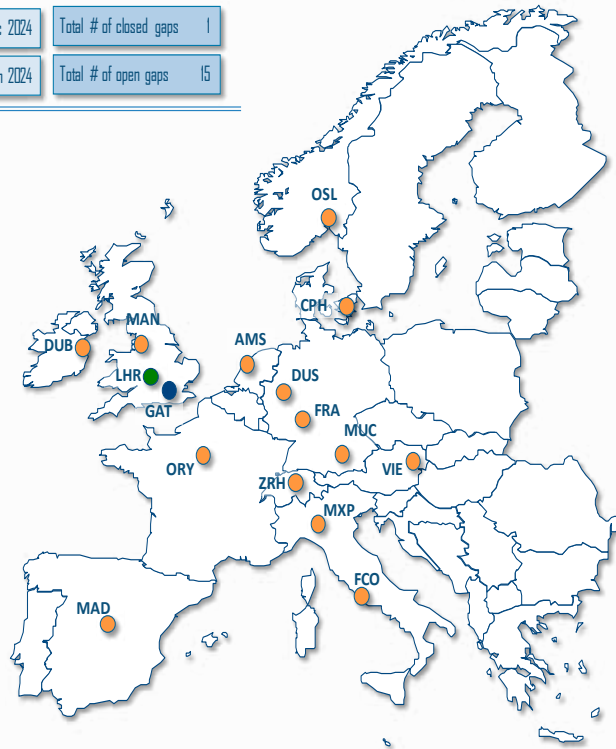 2024
Total # of closed gaps 1
2024
Total # of open gaps 15
OSL
CPH
MAN
DUB
AMS
LHR
DUS
GAT
FRA
MUC
ORY
VIE
ZRH
MXP
FCO
MAD